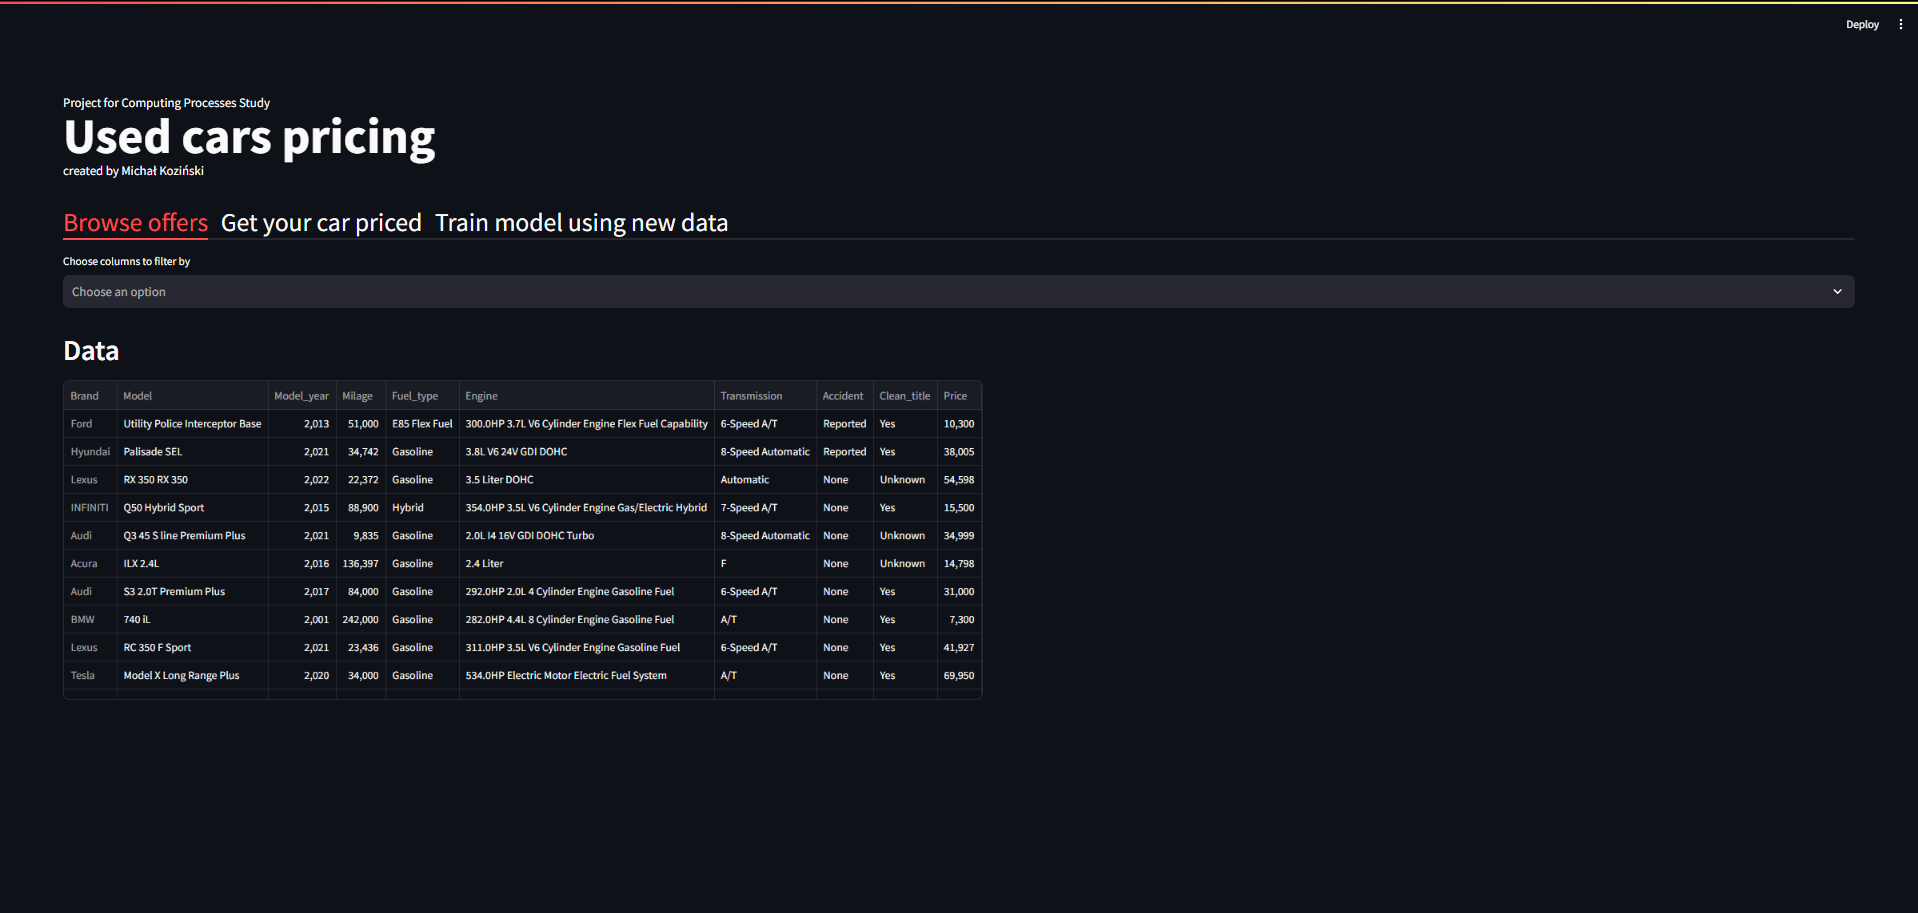 Deploy
Project for Computing Processes Study
Used cars pricing
created by Michał Koziński
Browse offers Get your car priced Train model using new data
Choose columns to filter by
Choose an option
Data
Brand Model Model_year Milage Fuel_type Engine Transmission Accident Clean_title Price
Ford Utility Police Interceptor Base 2,013 51,000 E85 Flex Fuel 300.0HP 3.7L V6 Cylinder Engine Flex Fuel Capability 6-Speed A/T Reported Yes 10,300
Hyundai Palisade SEL 2,021 34,742 Gasoline 3.8L V6 24V GDI DOHC 8-Speed Automatic Reported Yes 38,005
Lexus RX 350 RX 350 2,022 22,372 Gasoline 3.5 Liter DOHC Automatic None Unknown 54,598
INFINITI Q50 Hybrid Sport 2,015 88,900 Hybrid 354.0HP 3.5L V6 Cylinder Engine Gas/Electric Hybrid 7-Speed A/T None Yes 15,500
Audi Q3 45 S line Premium Plus 2,021 9,835 Gasoline 2.0L I4 16V GDI DOHC Turbo 8-Speed Automatic None Unknown 34,999
Acura ILX 2.4L 2,016 136,397 Gasoline 2.4 Liter F None Unknown 14,798
Audi S3 2.0T Premium Plus 2,017 84,000 Gasoline 292.0HP 2.0L 4 Cylinder Engine Gasoline Fuel 6-Speed A/T None Yes 31,000
BMW 740 iL 2,001 242,000 Gasoline 282.0HP 4.4L 8 Cylinder Engine Gasoline Fuel A/T None Yes 7,300
Lexus RC 350 F Sport 2,021 23,436 Gasoline 311.0HP 3.5L V6 Cylinder Engine Gasoline Fuel 6-Speed A/T None Yes 41,927
Tesla Model X Long Range Plus 2,020 34,000 Gasoline 534.0HP Electric Motor Electric Fuel System A/T None Yes 69,950